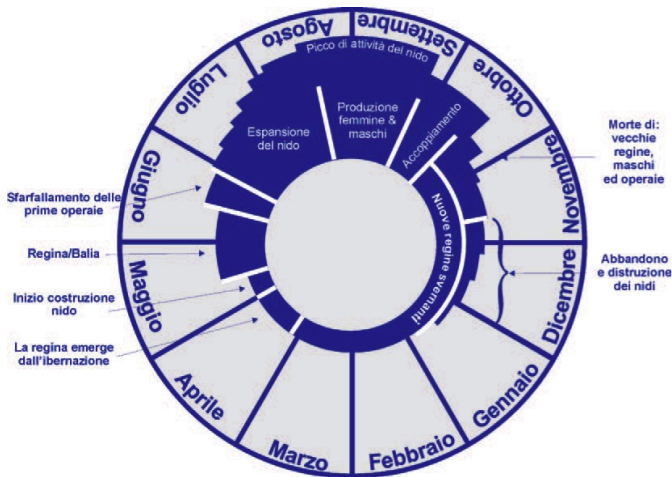 Agosto
Settembre
Ottobre
Novembre
Dicembre
Gennaio
Febbraio
Marzo
Aprile
Maggio
Giugno
Luglio
Picco di attività del nido
Espansione
del nido
Produzione
femmine &
maschi
Accoppiamento
Nuove regine svernanti
Morte di:
vecchie
regine,
maschi
ed operaie
Abbandono
e distruzione
dei nidi
Sfarfallamento delle
prime operaie
Regina/Balia
Inizio costruzione
nido
La regina emerge
dall'ibernazione